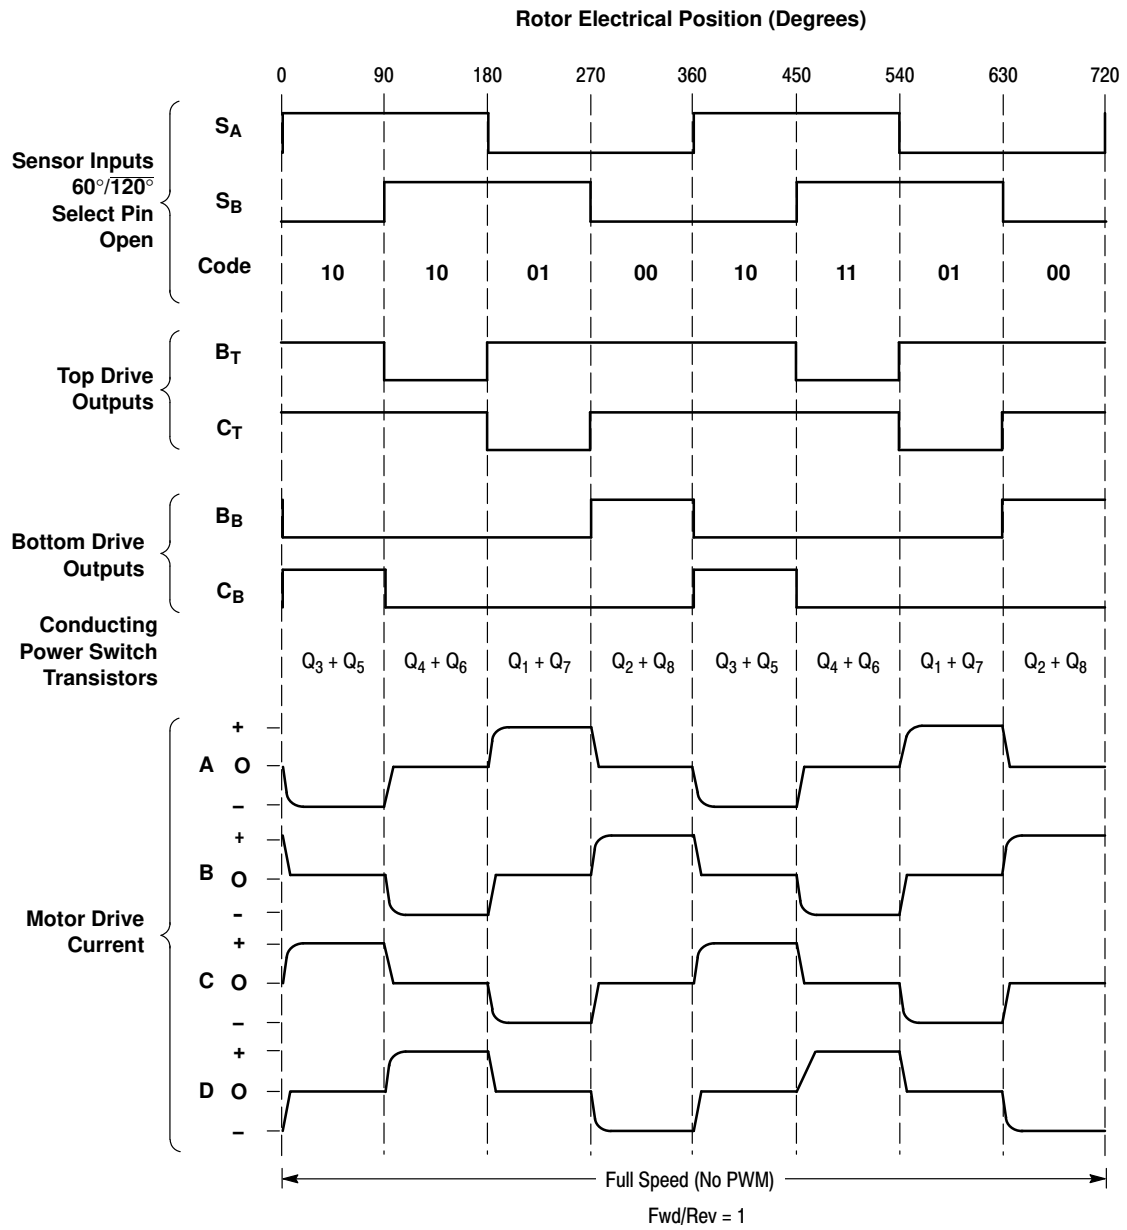 Rotor Electrical Position (Degrees)
0 90 180 270 360 450 540 630 720
Sensor Inputs
60°/120°
Select Pin
Open
SA
SB
Code 10 10 01 00 10 11 01 00
Top Drive
Outputs
BT
CT
Bottom Drive
Outputs
BB
CB
Conducting
Power Switch
Transistors
Q3 + Q5 Q4 + Q6 Q1 + Q7 Q2 + Q8 Q3 + Q5 Q4 + Q6 Q1 + Q7 Q2 + Q8
Motor Drive
Current
+
A O
−
+
B O
−
+
C O
−
+
D O
−
Full Speed (No PWM)
Fwd/Rev = 1